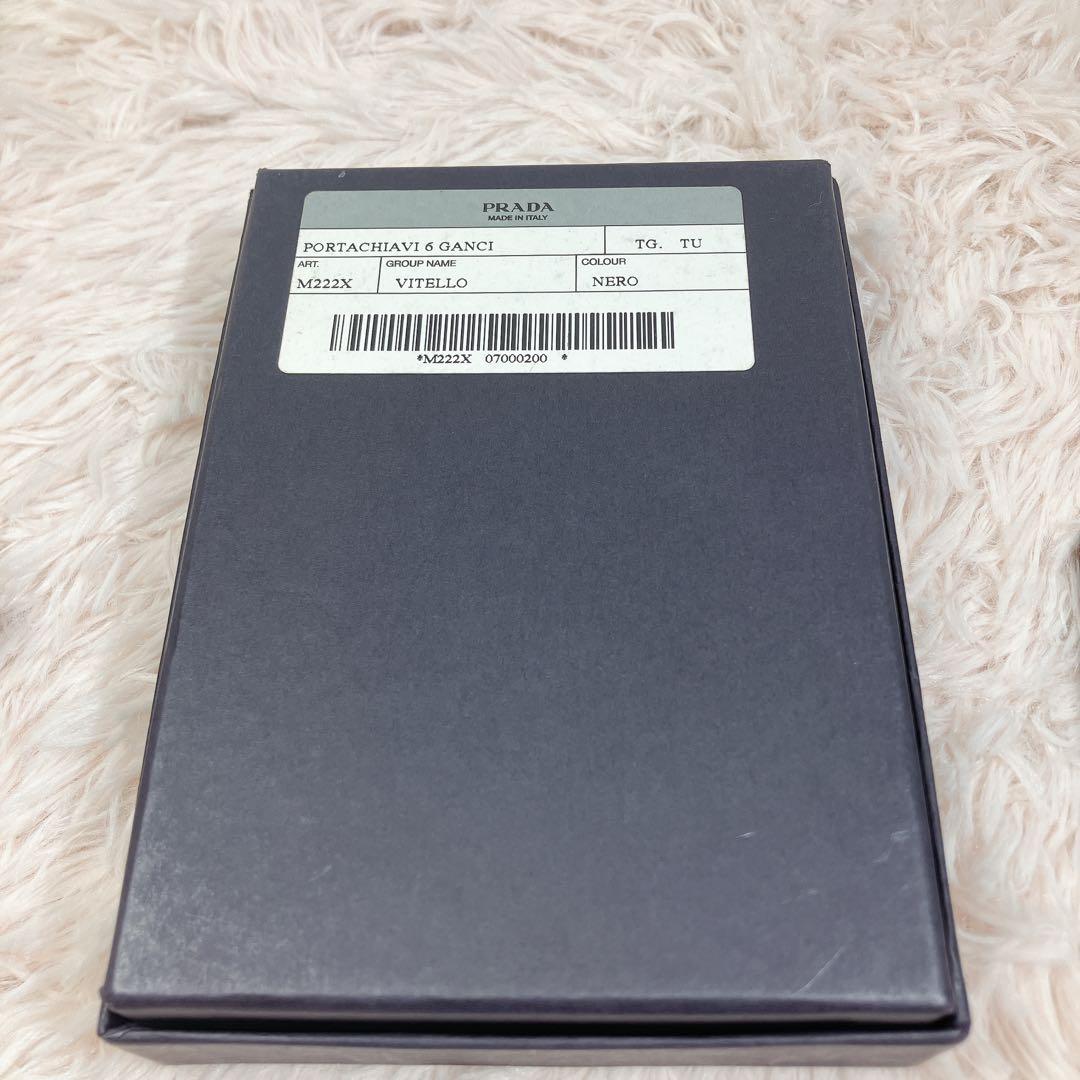 PRADA
MADE IN ITALY
PORTACHIAVI 6 GANCI TG. TU
ART. GROUP NAME COLOUR
M222X VITELLO NERO
*M222X 07000200 *